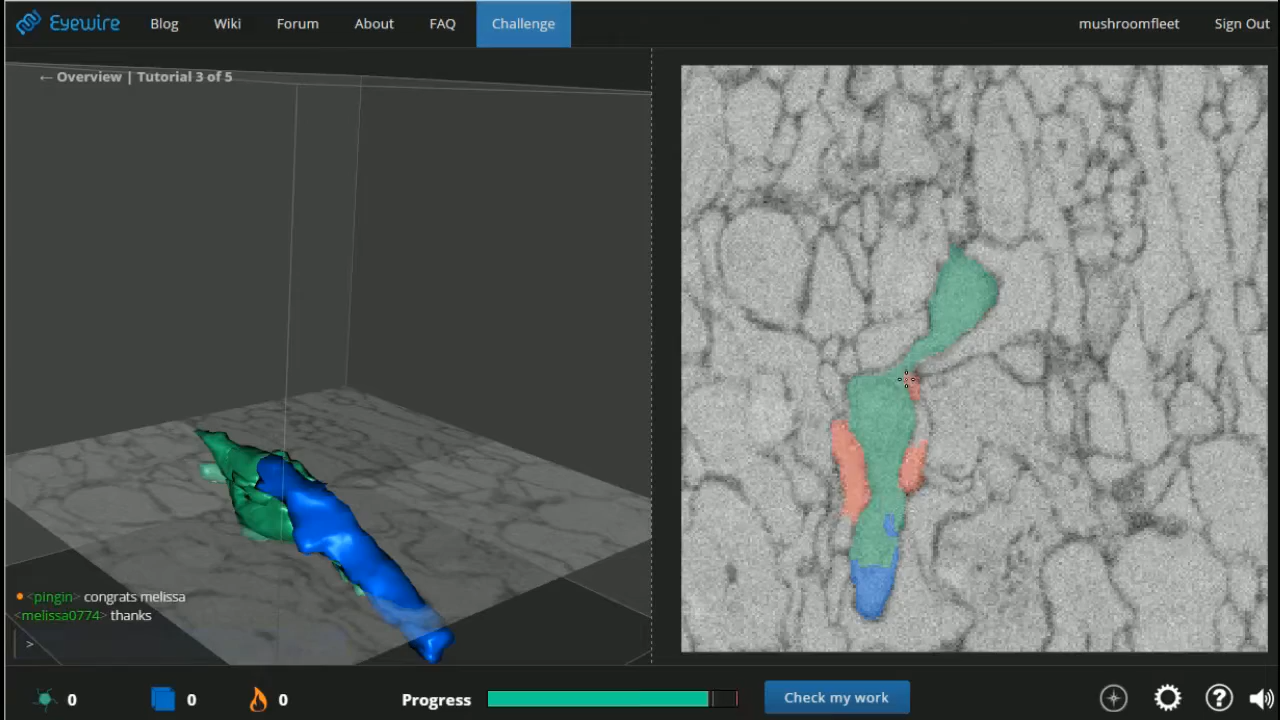 Eyewire Blog Wiki Forum About FAQ Challenge mushroomfleet Sign Out
← Overview | Tutorial 3 of 5
<pingin> congrats melissa
<melissa0774> thanks
>
0 0 0 Progress Check my work ?